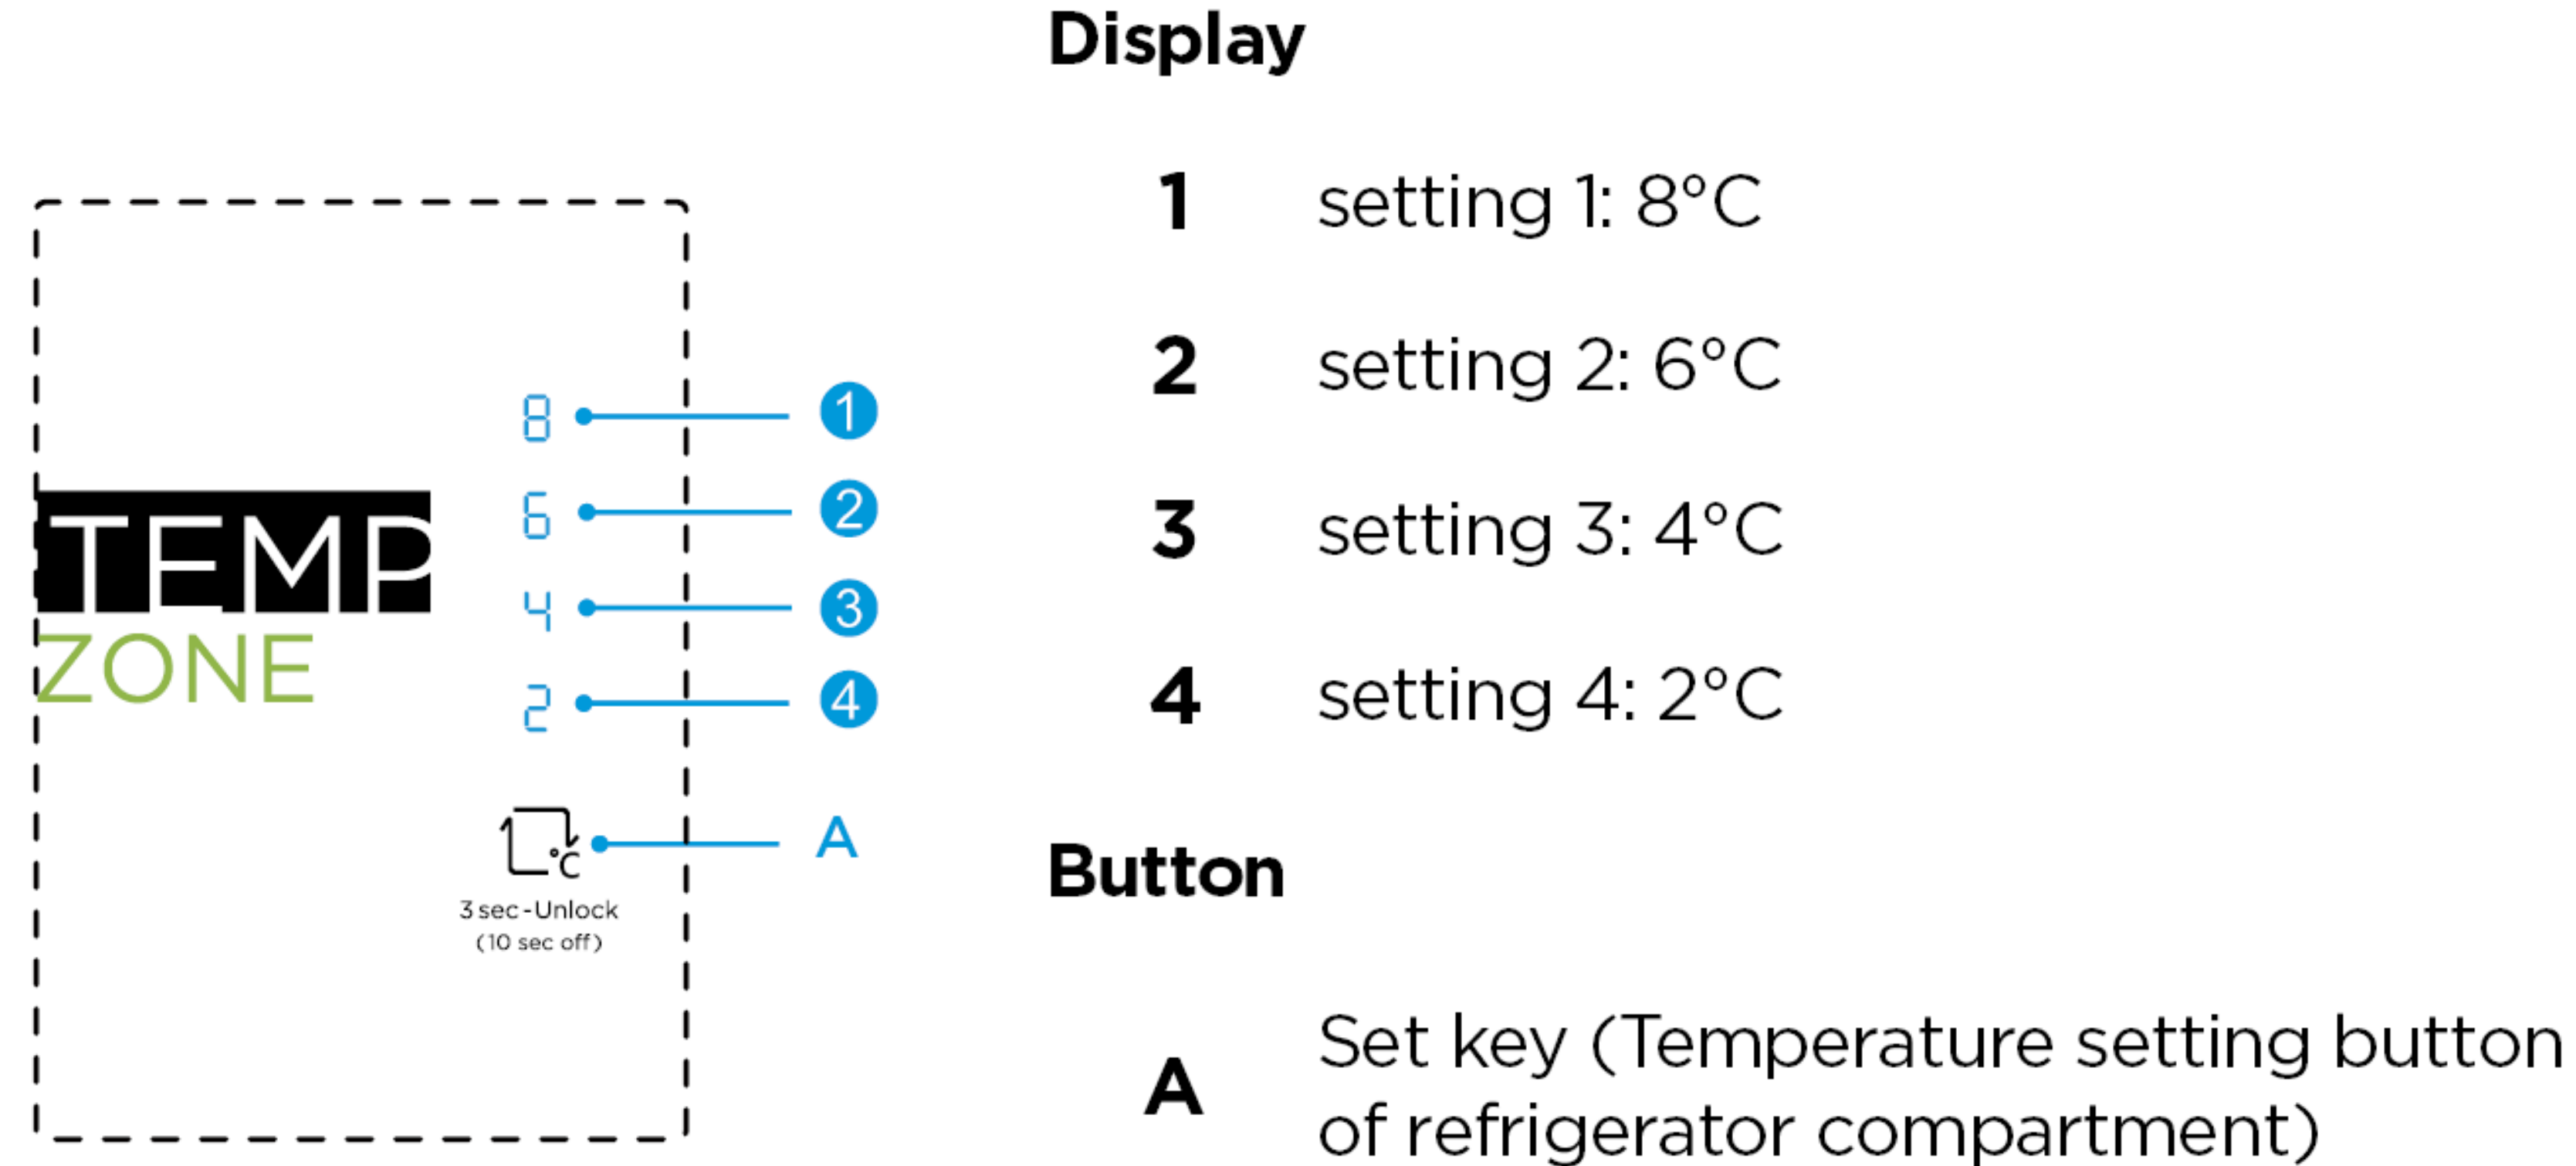 Display
1 setting 1: 8°C
2 setting 2: 6°C
3 setting 3: 4°C
4 setting 4: 2°C
Button
A Set key (Temperature setting button
of refrigerator compartment)
8 1
6 2
TEMP
ZONE
4 3
2 4
°C A
3 sec-Unlock
(10 sec off)